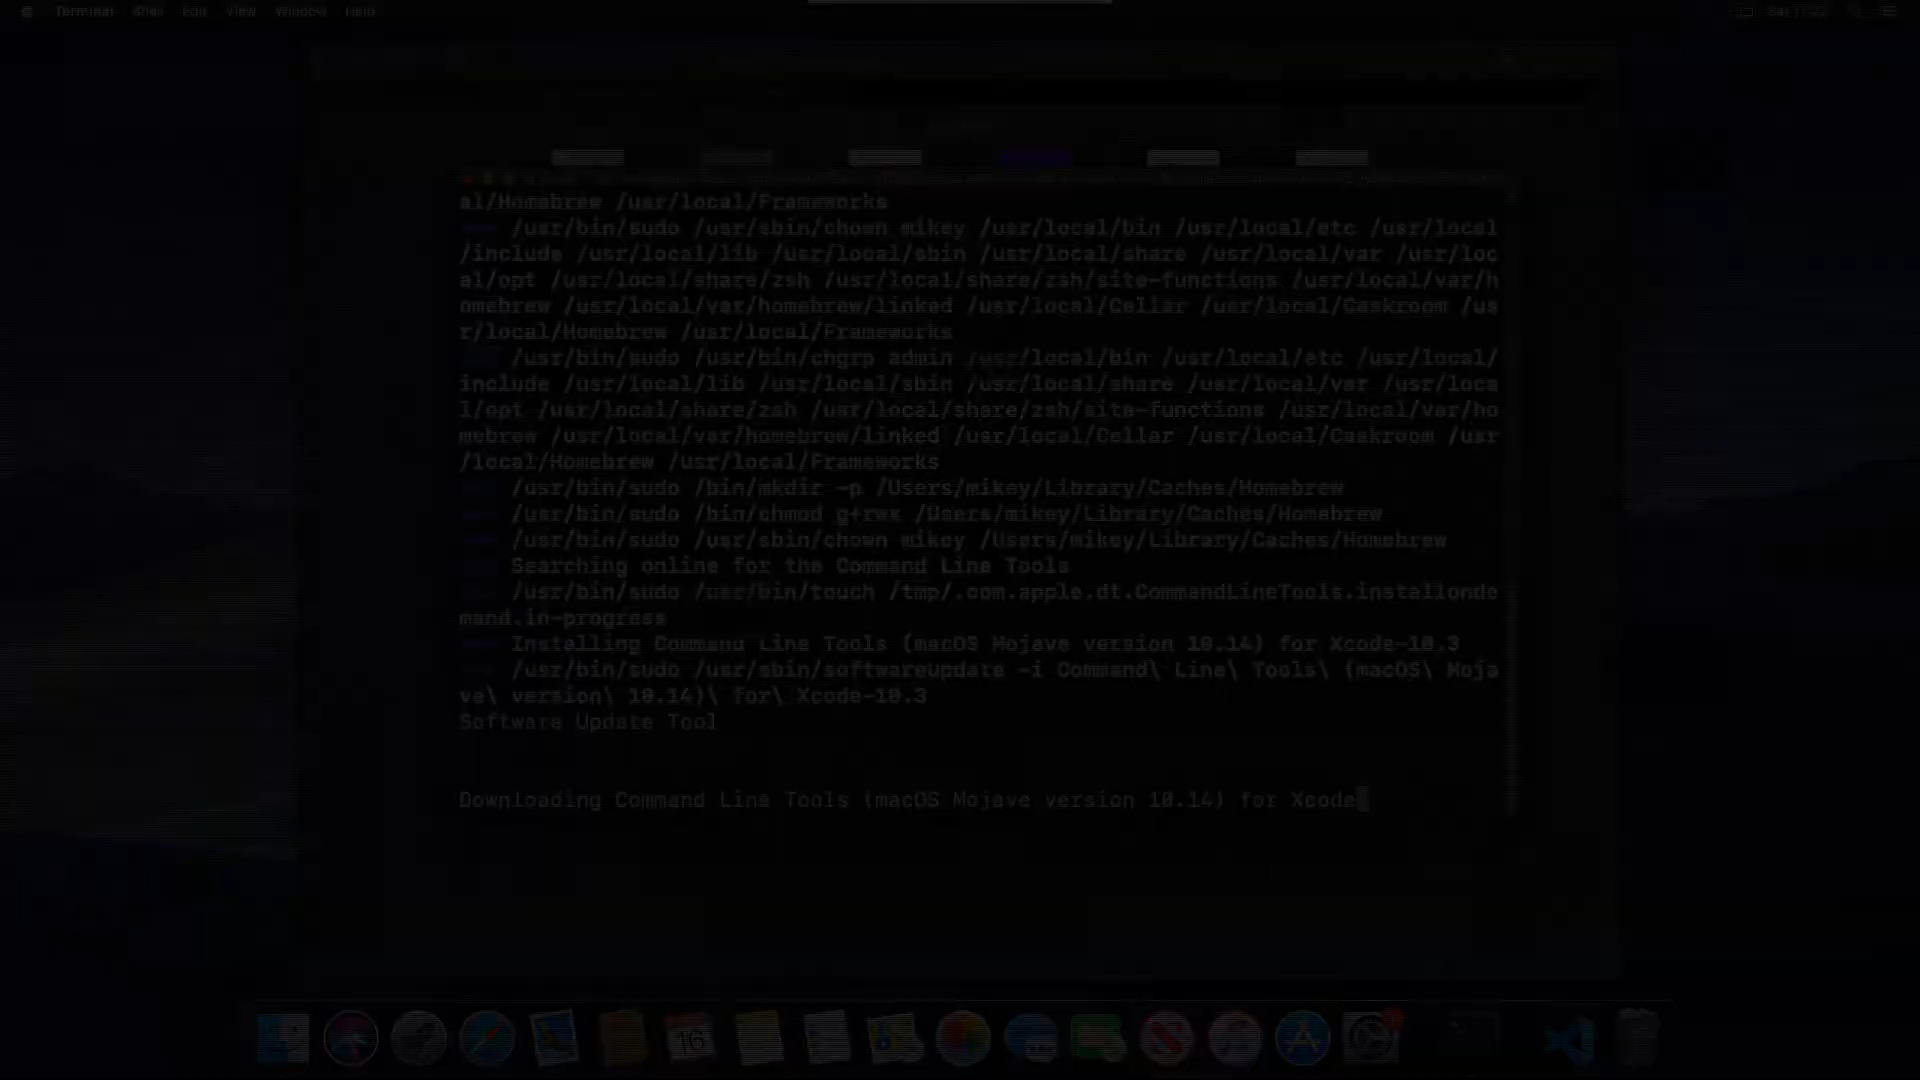 Terminal Shell Edit View Window Help
al/Homebrew /usr/local/Frameworks
/usr/bin/sudo /usr/sbin/chown mikey /usr/local/bin /usr/local/etc /usr/local
/include /usr/local/lib /usr/local/sbin /usr/local/share /usr/local/var /usr/loc
al/opt /usr/local/share/zsh /usr/local/share/zsh/site-functions /usr/local/var/h
omebrew /usr/local/var/homebrew/linked /usr/local/Cellar /usr/local/Caskroom /us
r/local/Homebrew /usr/local/Frameworks
/usr/bin/sudo /usr/bin/chgrp admin /usr/local/bin /usr/local/etc /usr/local/
include /usr/local/lib /usr/local/sbin /usr/local/share /usr/local/var /usr/loca
l/opt /usr/local/share/zsh /usr/local/share/zsh/site-functions /usr/local/var/ho
mebrew /usr/local/var/homebrew/linked /usr/local/Cellar /usr/local/Caskroom /usr
/local/Homebrew /usr/local/Frameworks
/usr/bin/sudo /bin/mkdir -p /Users/mikey/Library/Caches/Homebrew
/usr/bin/sudo /bin/chmod g+rwx /Users/mikey/Library/Caches/Homebrew
/usr/bin/sudo /usr/sbin/chown mikey /Users/mikey/Library/Caches/Homebrew
Searching online for the Command Line Tools
/usr/bin/sudo /usr/bin/touch /tmp/.com.apple.dt.CommandLineTools.installonde
mand.in-progress
Installing Command Line Tools (macOS Mojave version 10.14) for Xcode-10.3
/usr/bin/sudo /usr/sbin/softwareupdate -i Command\ Line\ Tools\ (macOS\ Moja
ve\ version\ 10.14)\ for\ Xcode-10.3
Software Update Tool
Downloading Command Line Tools (macOS Mojave version 10.14) for Xcode
16